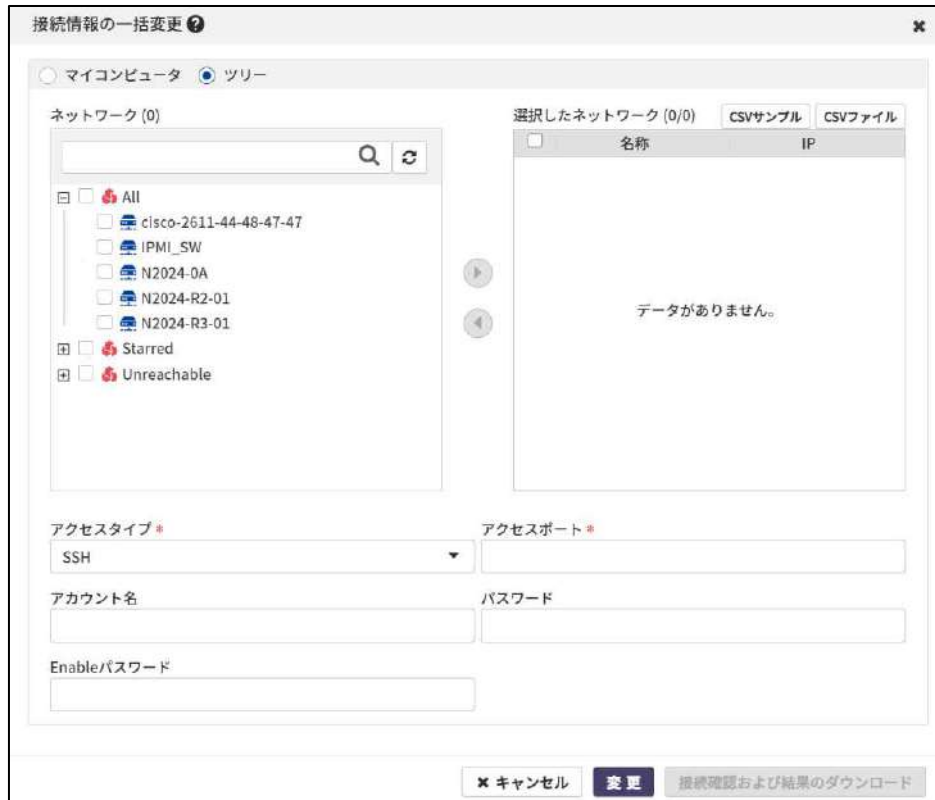 接続情報の一括変更 ?
マイコンピュータ ツリー
ネットワーク (0)
選択したネットワーク (0/0) CSVサンプル CSVファイル
名称 IP
All
cisco-2611-44-48-47-47
IPMI_SW
N2024-0A
N2024-R2-01
N2024-R3-01
Starred
Unreachable
データがありません。
アクセスタイプ * アクセスポート *
SSH
アカウント名 パスワード
Enableパスワード
キャンセル 変更 接続確認および結果のダウンロード